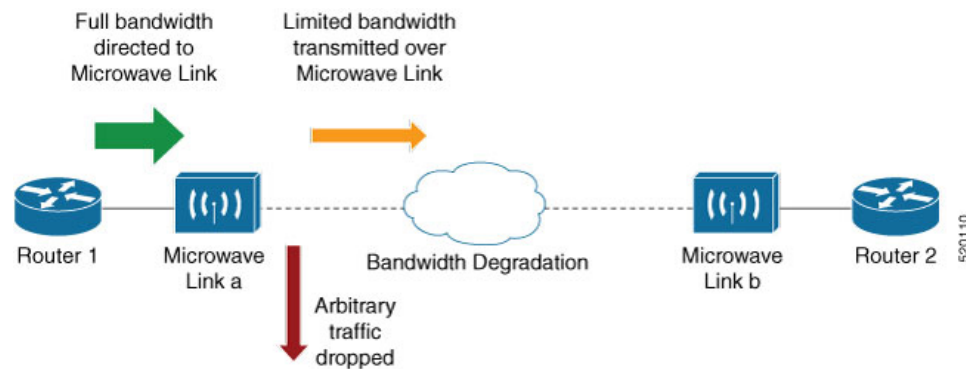 Full bandwidth
directed to
Microwave Link
Limited bandwidth
transmitted over
Microwave Link
Router 1
Microwave
Link a
Bandwidth Degradation
Microwave
Link b
Router 2
Arbitrary
traffic
dropped
520110